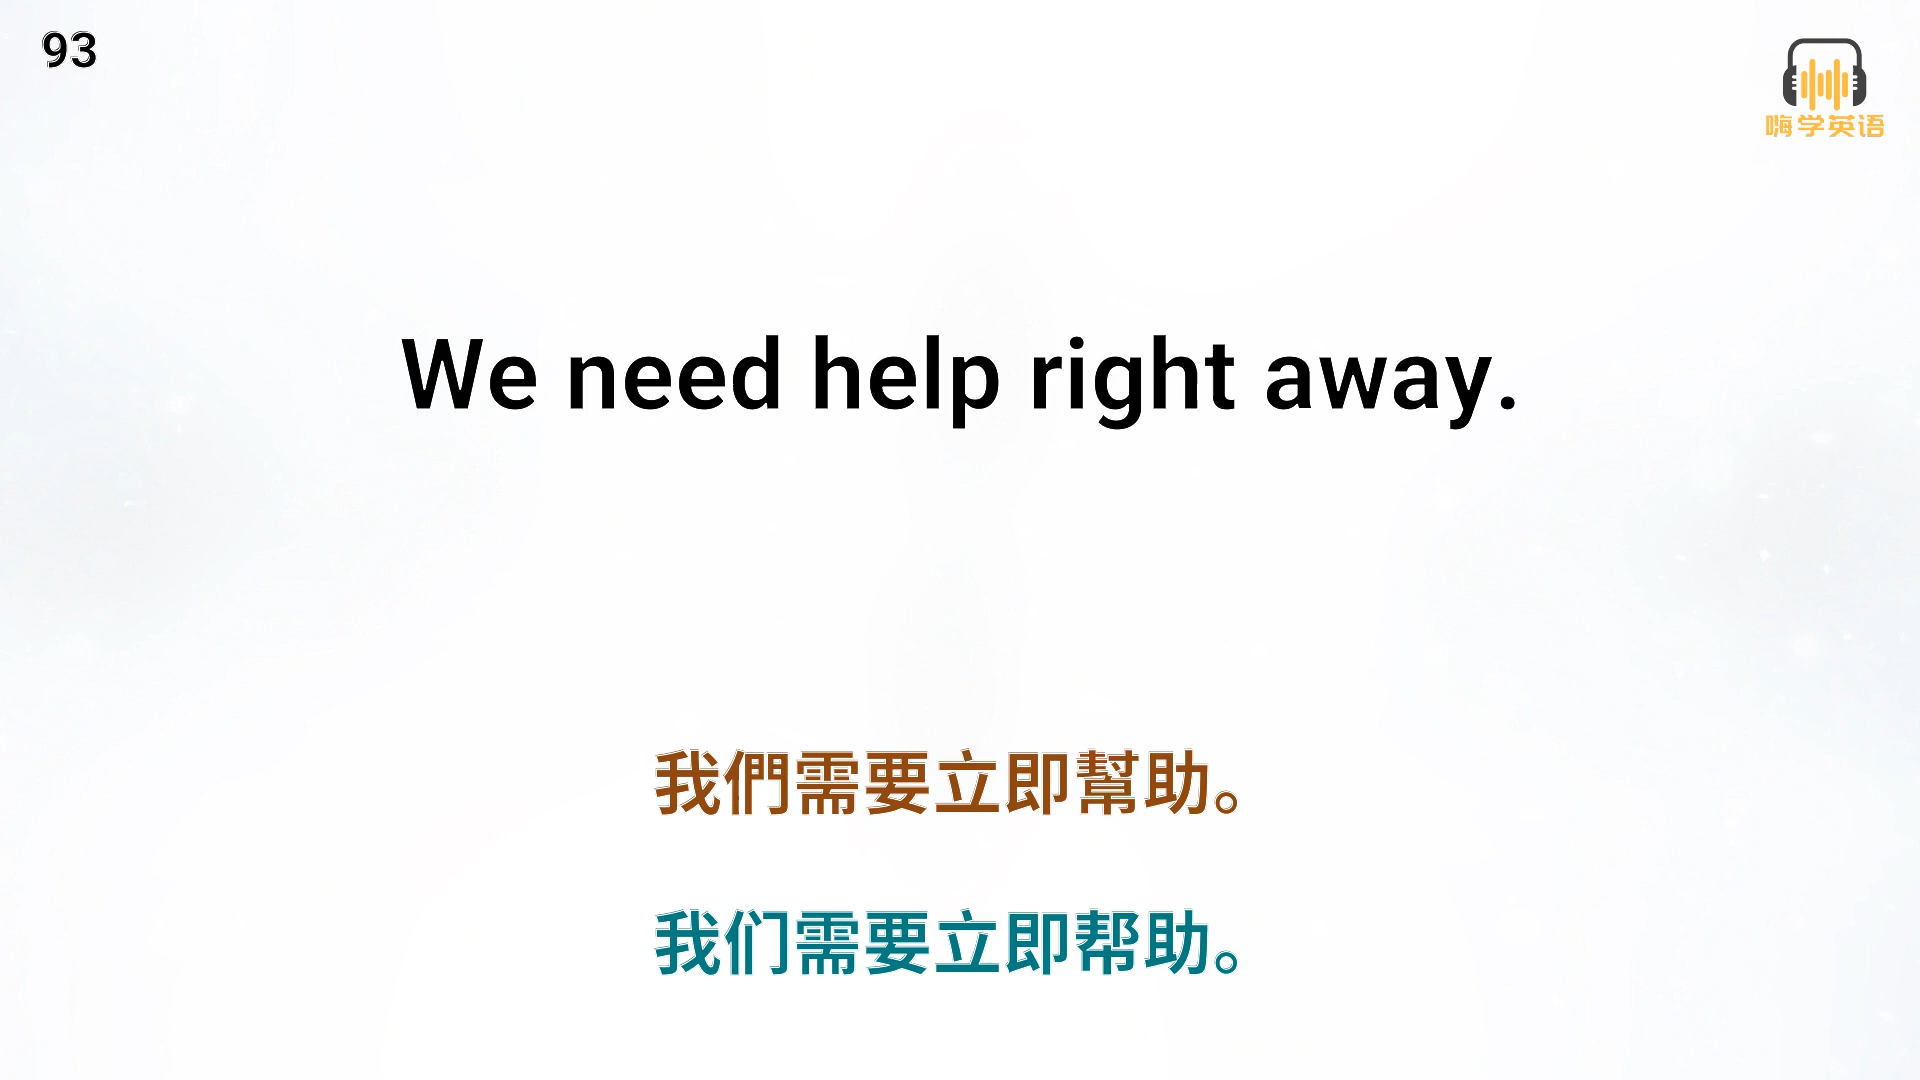 93
嗨学英语
We need help right away.
我們需要立即幫助。
我们需要立即帮助。